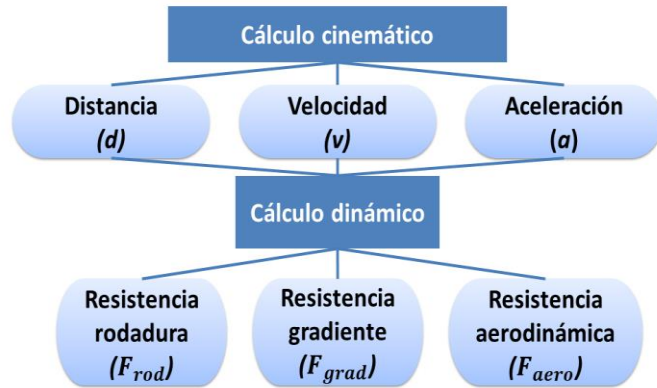 Cálculo cinemático
Distancia
(d)
Velocidad
(v)
Aceleración
(a)
Cálculo dinámico
Resistencia
rodadura
(F_rod)
Resistencia
gradiente
(F_grad)
Resistencia
aerodinámica
(F_aero)